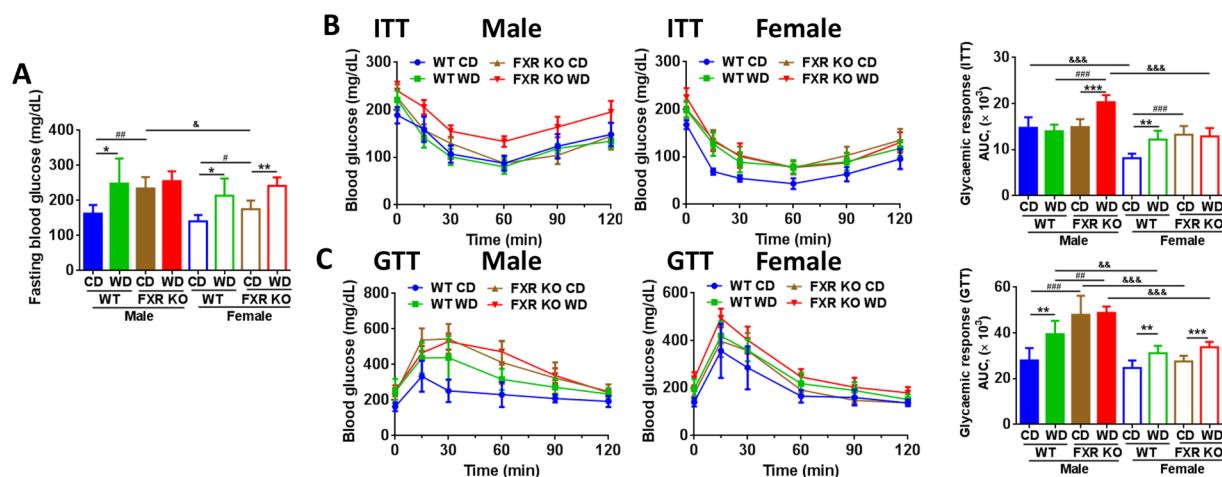 A
Fasting blood glucose (mg/dL)
400
300
200
100
0
##
&
*
#
*
**
CD WD CD WD CD WD CD WD
WT FXR KO WT FXR KO
Male Female
B
ITT Male
Blood glucose (mg/dL)
300
200
100
0
WT CD FXR KO CD
WT WD FXR KO WD
0 30 60 90 120
Time (min)
ITT Female
Blood glucose (mg/dL)
300
200
100
0
WT CD FXR KO CD
WT WD FXR KO WD
0 30 60 90 120
Time (min)
Glycaemic response (ITT)
AUC, (× 10³)
30
20
10
0
&&&
###
&&&
***
###
**
CD WD CD WD CD WD CD WD
WT FXR KO WT FXR KO
Male Female
C
GTT Male
Blood glucose (mg/dL)
800
600
400
200
0
WT CD FXR KO CD
WT WD FXR KO WD
0 30 60 90 120
Time (min)
GTT Female
Blood glucose (mg/dL)
600
400
200
0
WT CD FXR KO CD
WT WD FXR KO WD
0 30 60 90 120
Time (min)
Glycaemic response (GTT)
AUC, (× 10³)
60
40
20
0
&&
##
###
&&&
&&&
**
**
***
CD WD CD WD CD WD CD WD
WT FXR KO WT FXR KO
Male Female